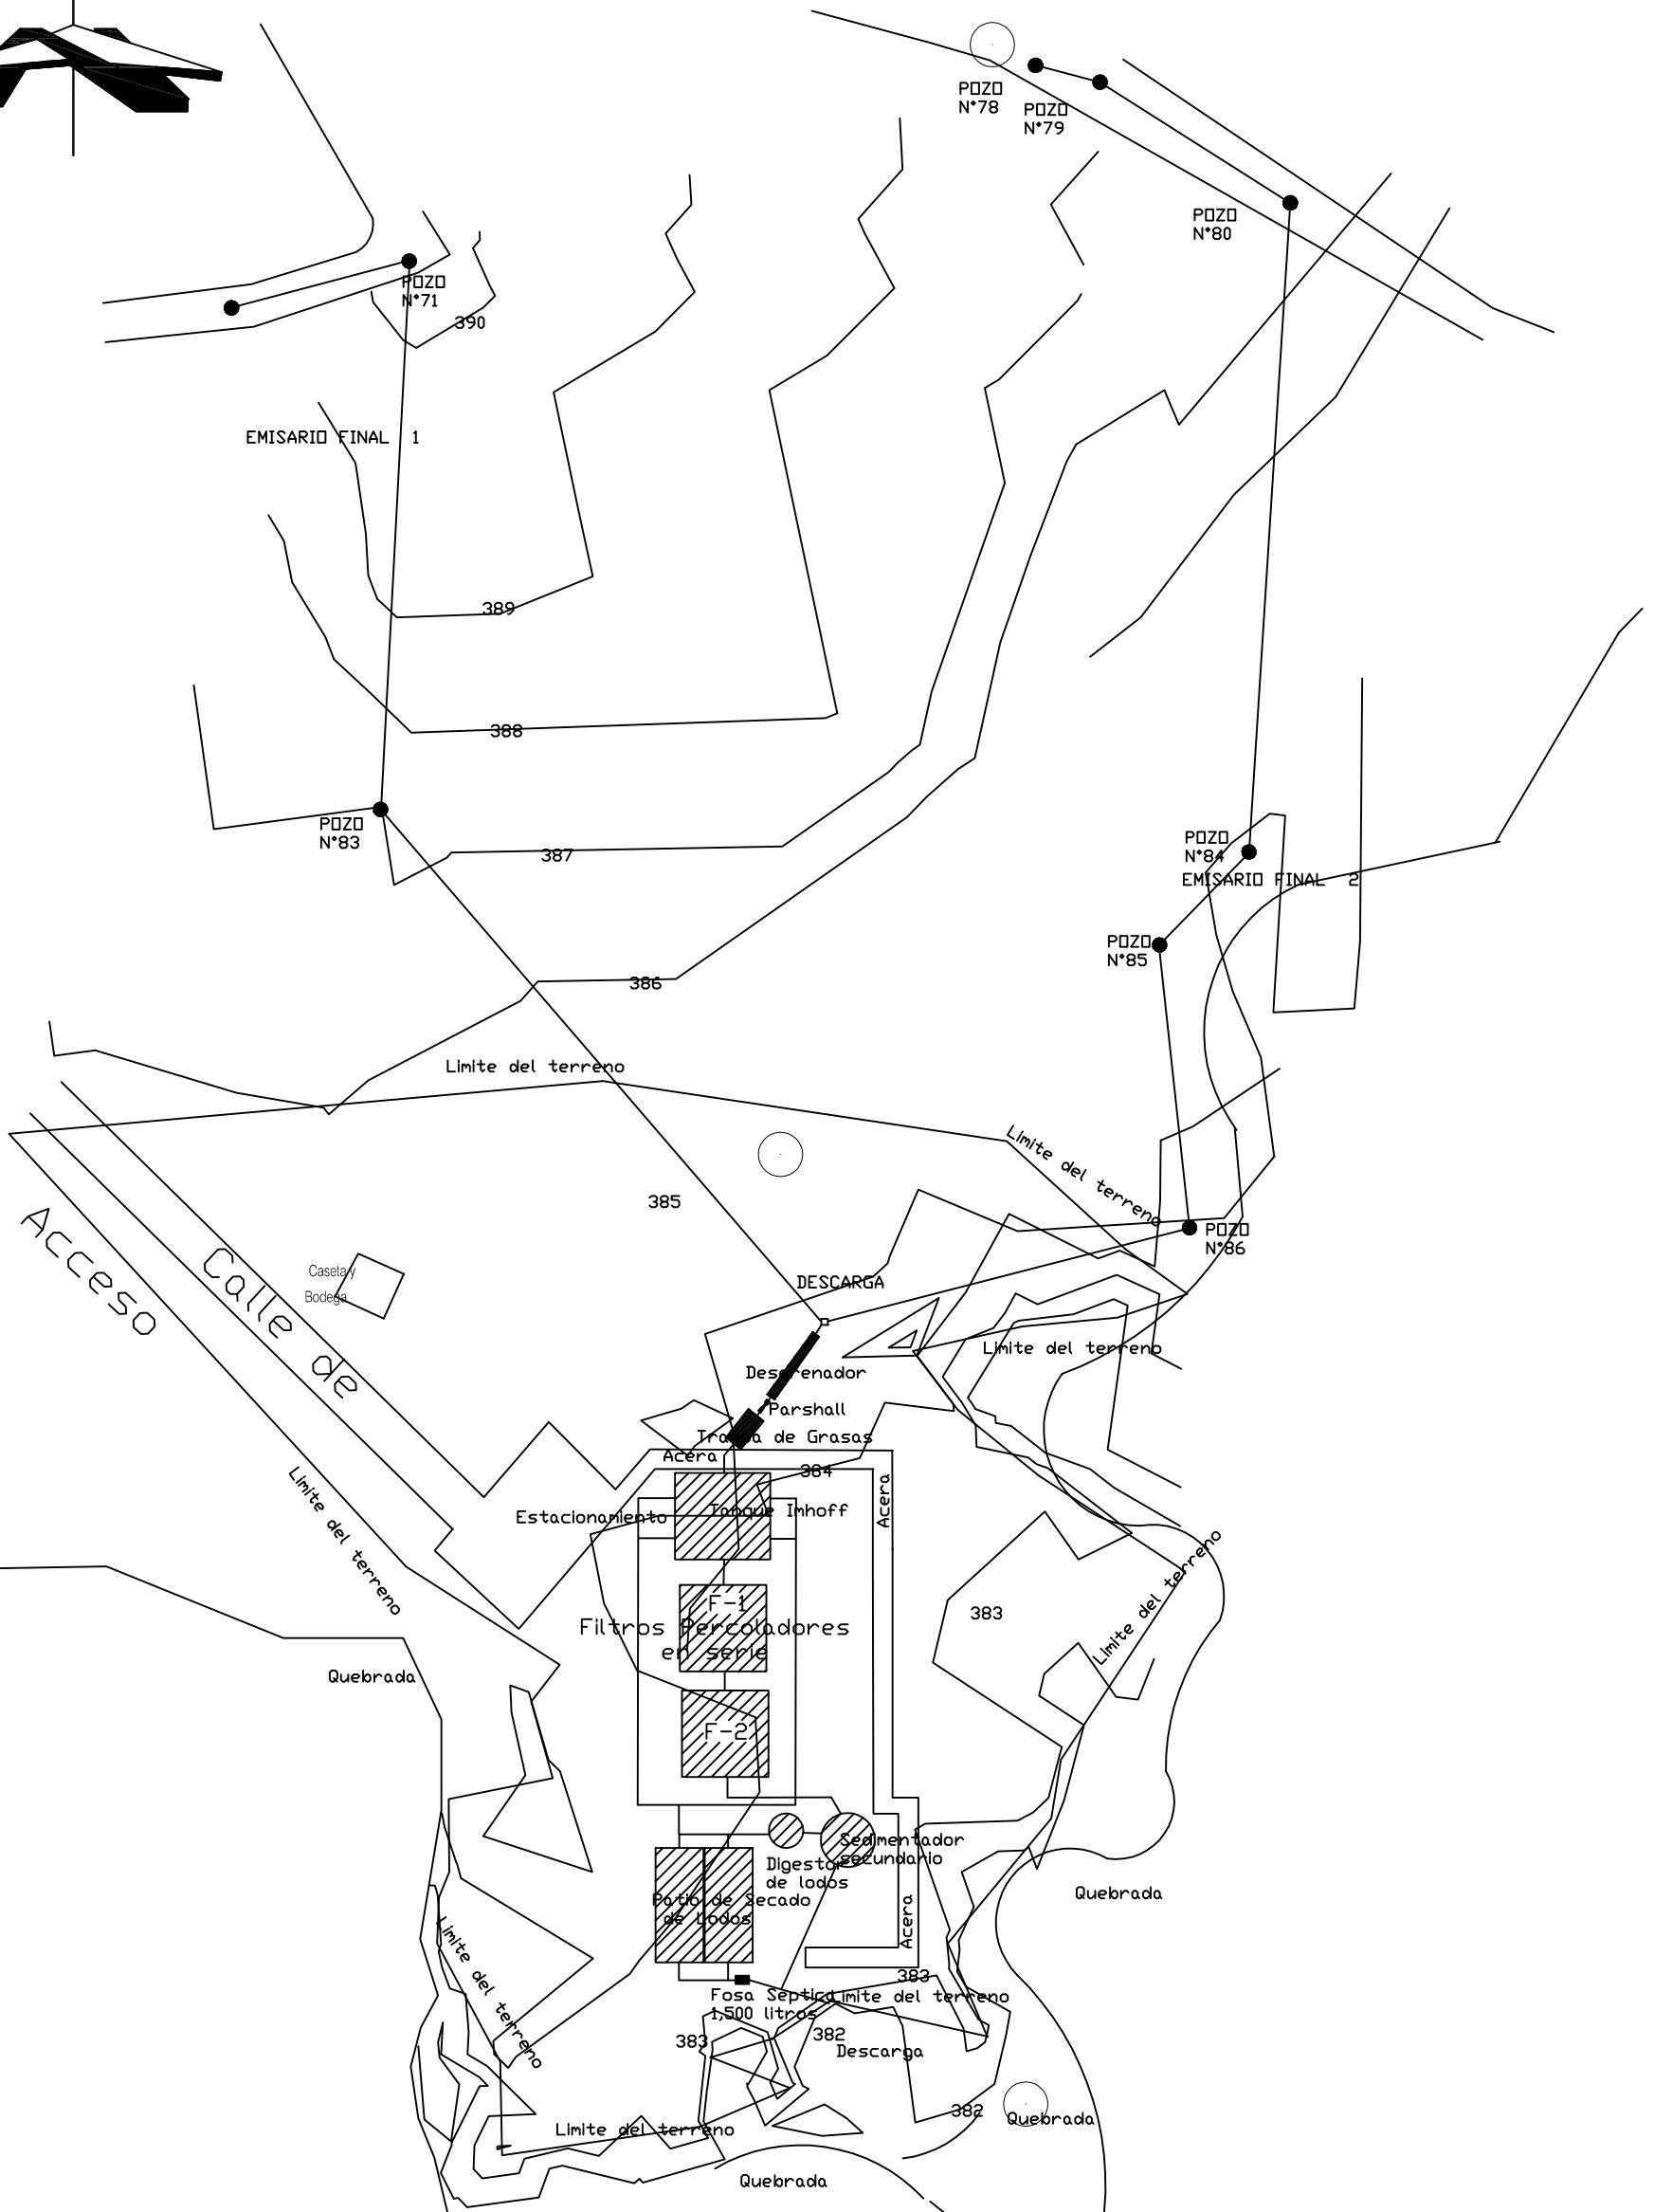 POZO
N°78
POZO
N°79
POZO
N°80
POZO
N°71
390
EMISARIO FINAL 1
389
388
POZO
N°83
387
POZO
N°84
EMISARIO FINAL 2
POZO
N°85
386
Limite del terreno
Limite del terreno
385
Acceso
Calle de
POZO
N°86
Caseta y
Bodega
DESCARGA
Limite del terreno
Desarenador
Parshall
Trampa de Grasas
Acera
384
Acera
Tanque Imhoff
Estacionamiento
Limite del terreno
F-1
Filtros Percoladores
en serie
383
Limite del terreno
Quebrada
F-2
Sedimentador
secundario
Digestor
de lodos
Patio de Secado
de Lodos
Acera
Quebrada
Limite del terreno
383
Fosa Septica
1,500 litros
Limite del terreno
383
382
Descarga
382
Quebrada
Limite del terreno
Quebrada